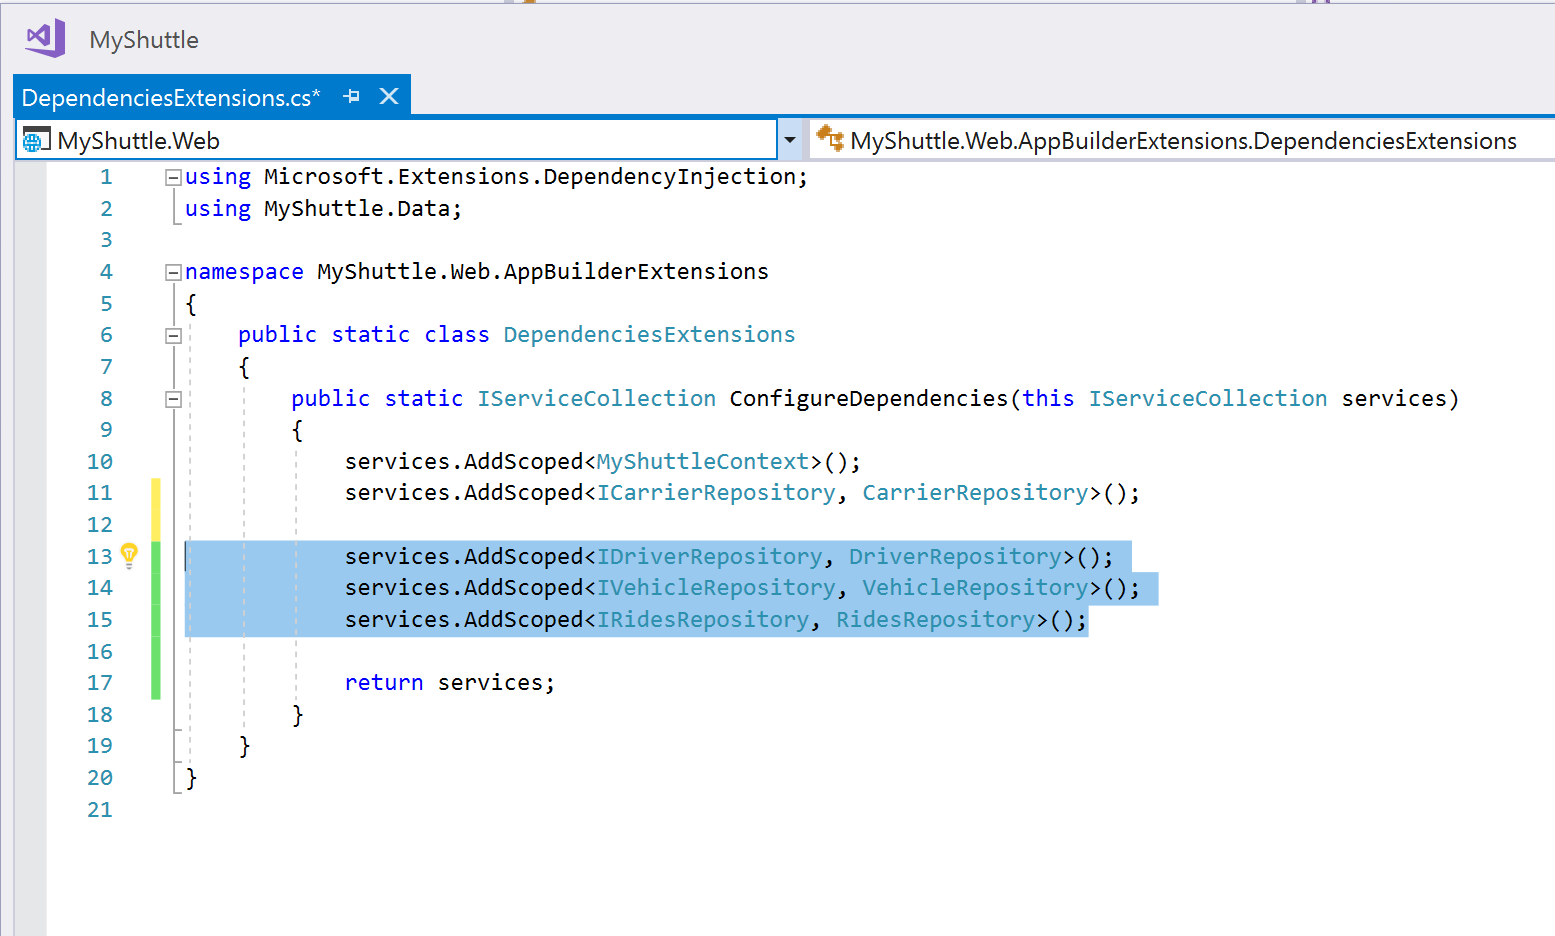 MyShuttle
DependenciesExtensions.cs*
MyShuttle.Web MyShuttle.Web.AppBuilderExtensions.DependenciesExtensions
1 using Microsoft.Extensions.DependencyInjection;
2 using MyShuttle.Data;
3
4 namespace MyShuttle.Web.AppBuilderExtensions
5 {
6 public static class DependenciesExtensions
7 {
8 public static IServiceCollection ConfigureDependencies(this IServiceCollection services)
9 {
10 services.AddScoped<MyShuttleContext>();
11 services.AddScoped<ICarrierRepository, CarrierRepository>();
12
13 services.AddScoped<IDriverRepository, DriverRepository>();
14 services.AddScoped<IVehicleRepository, VehicleRepository>();
15 services.AddScoped<IRidesRepository, RidesRepository>();
16
17 return services;
18 }
19 }
20 }
21